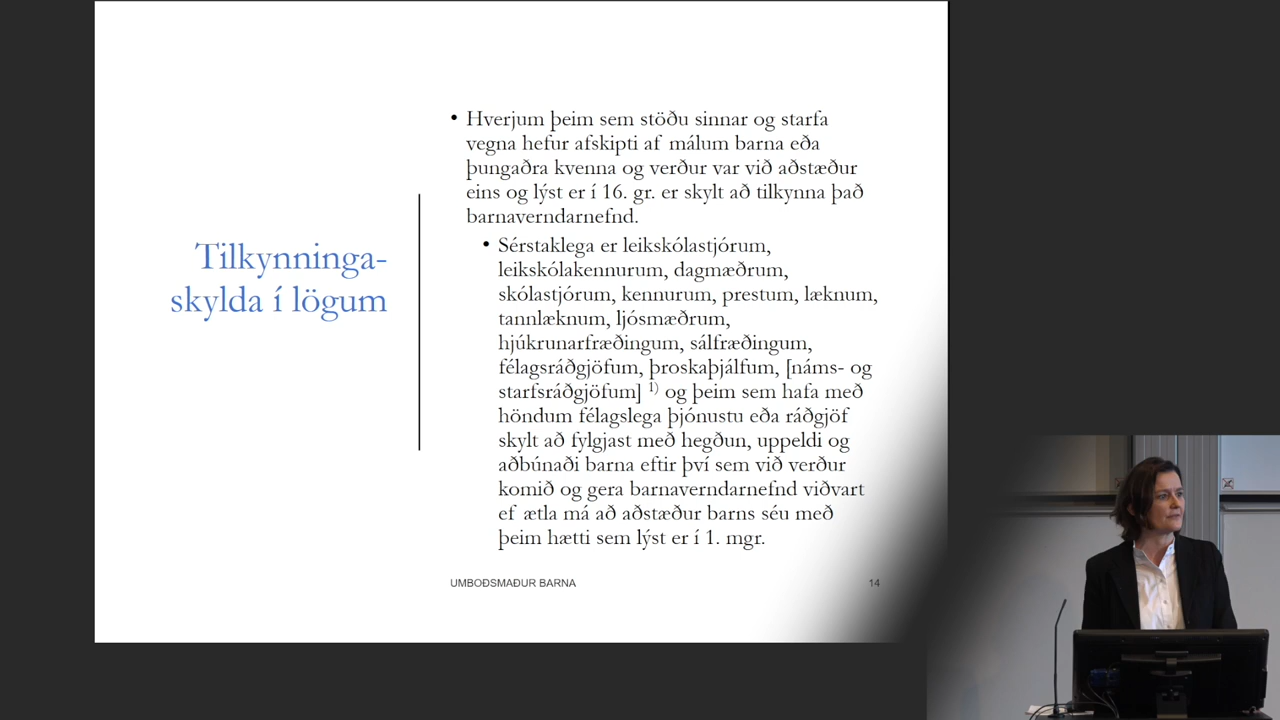 Tilkynninga-
skylda í lögum
• Hverjum þeim sem stöðu sinnar og starfa
vegna hefur afskipti af málum barna eða
þungaðra kvenna og verður var við aðstæður
eins og lýst er í 16. gr. er skylt að tilkynna það
barnaverndarnefnd.
• Sérstaklega er leikskólastjórum,
leikskólakennurum, dagmæðrum,
skólastjórum, kennurum, prestum, læknum,
tannlæknum, ljósmæðrum,
hjúkrunarfræðingum, sálfræðingum,
félagsráðgjöfum, þroskaþjálfum, [náms- og
starfsráðgjöfum] 1) og þeim sem hafa með
höndum félagslega þjónustu eða ráðgjöf
skylt að fylgjast með hegðun, uppeldi og
aðbúnaði barna eftir því sem við verður
komið og gera barnaverndarnefnd viðvart
ef ætla má að aðstæður barns séu með
þeim hætti sem lýst er í 1. mgr.
UMBOÐSMAÐUR BARNA 14